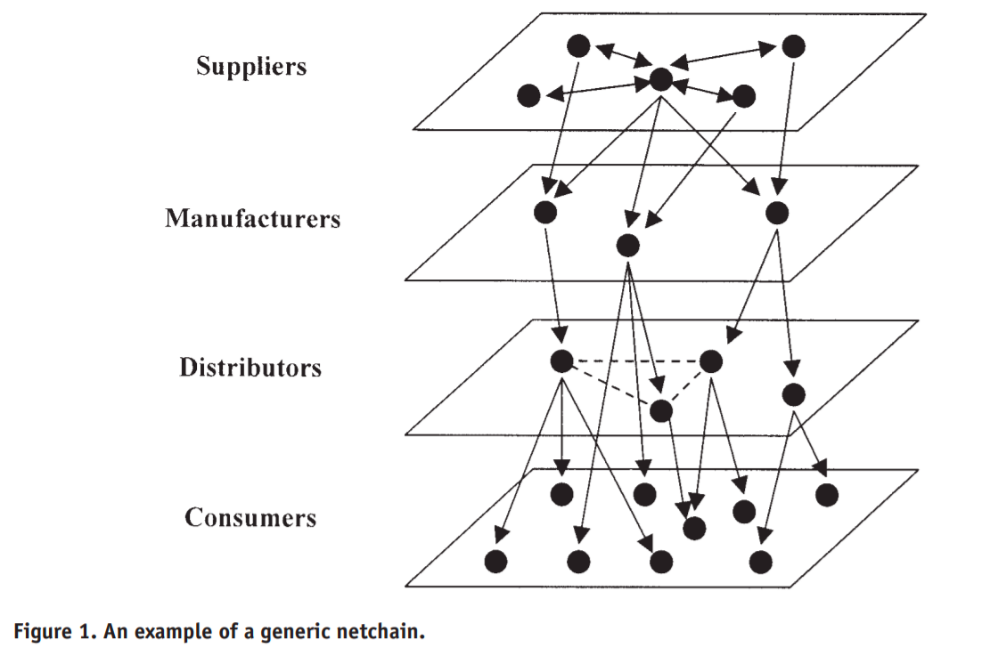 Suppliers
Manufacturers
Distributors
Consumers
Figure 1. An example of a generic netchain.